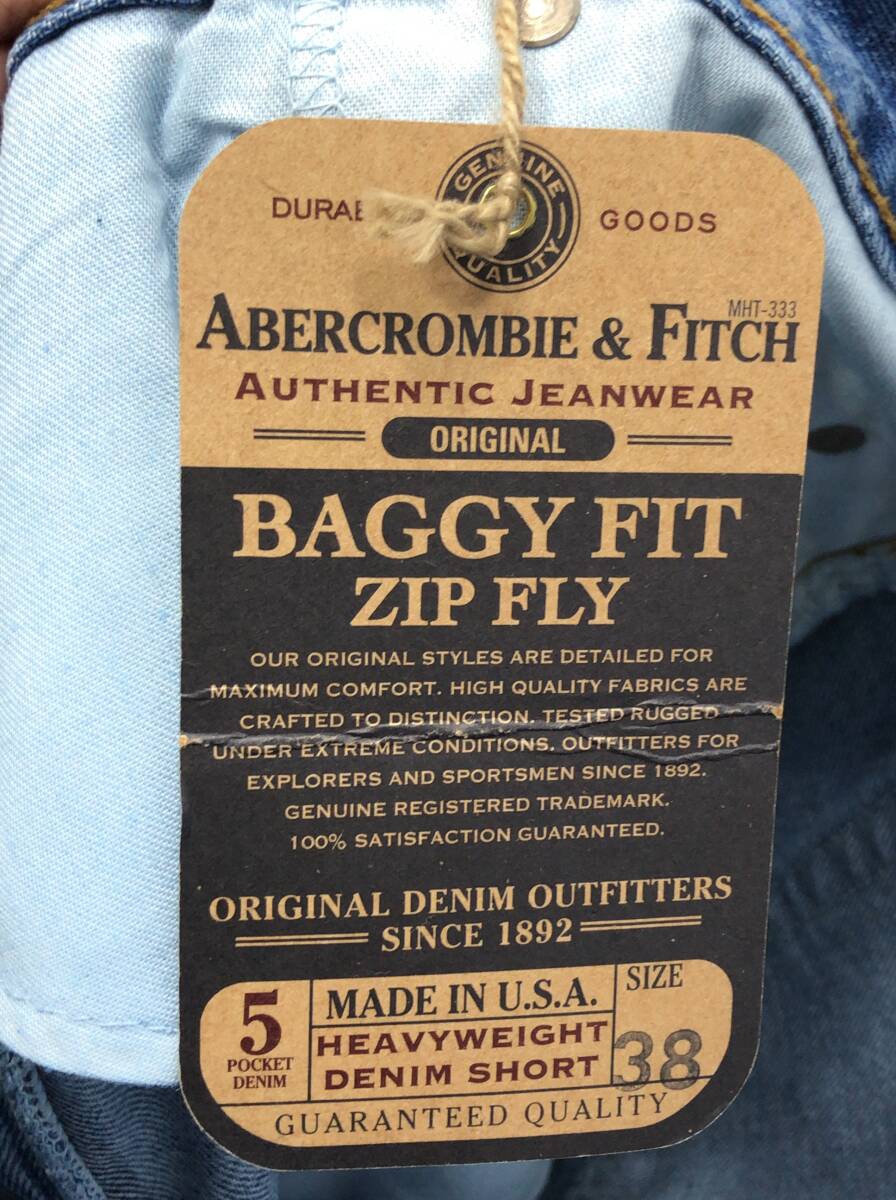 GENUINE
GOODS
QUALITY
MHT-333
ABERCROMBIE & FITCH
AUTHENTIC JEANWEAR
ORIGINAL
BAGGY FIT
ZIP FLY
OUR ORIGINAL STYLES ARE DETAILED FOR
MAXIMUM COMFORT. HIGH QUALITY FABRICS ARE
CRAFTED TO DISTINCTION. TESTED RUGGED
UNDER EXTREME CONDITIONS. OUTFITTERS FOR
EXPLORERS AND SPORTSMEN SINCE 1892.
GENUINE REGISTERED TRADEMARK.
100% SATISFACTION GUARANTEED.
ORIGINAL DENIM OUTFITTERS
SINCE 1892
5
POCKET
DENIM
MADE IN U.S.A.
HEAVYWEIGHT
DENIM SHORT
SIZE
38
GUARANTEED QUALITY